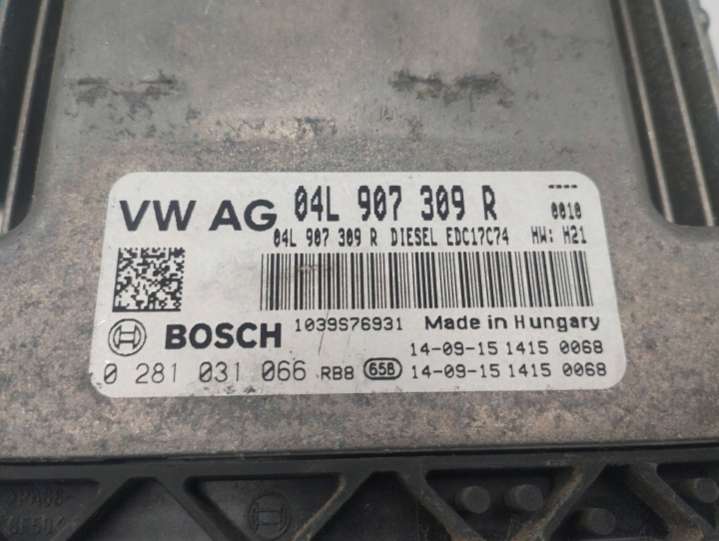 VW AG 04L 907 309 R ----
04L 907 309 R DIESEL EDC17C74 0010
HW: H21
BOSCH 1039S76931 Made in Hungary
14-09-15 1415 0068
0 281 031 066 RB8 658 14-09-15 1415 0068